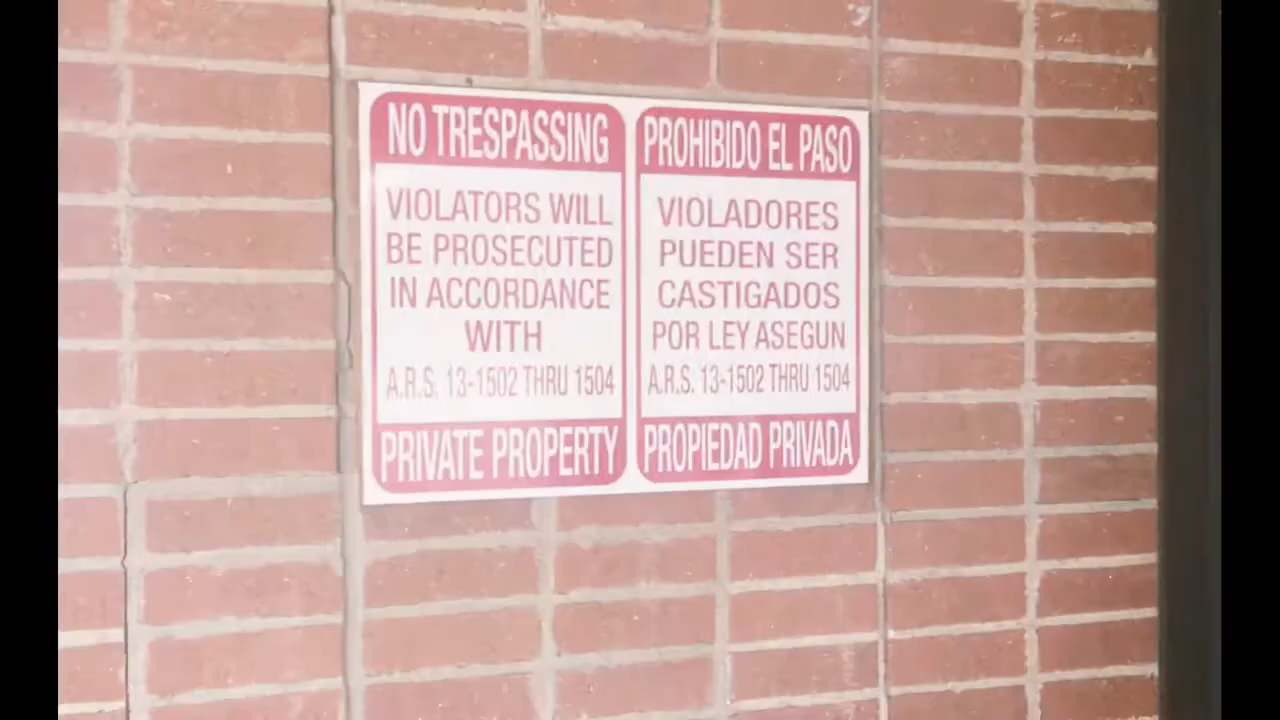 NO TRESPASSING
VIOLATORS WILL
BE PROSECUTED
IN ACCORDANCE
WITH
A.R.S. 13-1502 THRU 1504
PRIVATE PROPERTY
PROHIBIDO EL PASO
VIOLADORES
PUEDEN SER
CASTIGADOS
POR LEY ASEGUN
A.R.S. 13-1502 THRU 1504
PROPIEDAD PRIVADA